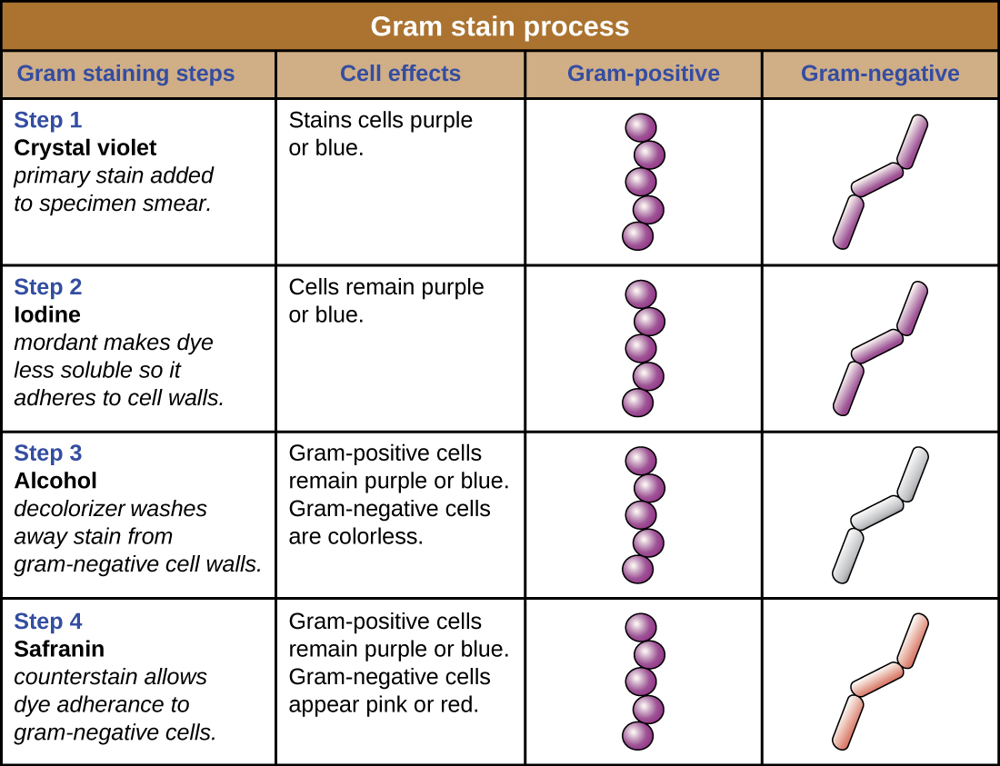 Gram stain process
Gram staining steps
Cell effects
Gram-positive
Gram-negative
Step 1
Crystal violet
primary stain added
to specimen smear.
Stains cells purple
or blue.
Step 2
Iodine
mordant makes dye
less soluble so it
adheres to cell walls.
Cells remain purple
or blue.
Step 3
Alcohol
decolorizer washes
away stain from
gram-negative cell walls.
Gram-positive cells
remain purple or blue.
Gram-negative cells
are colorless.
Step 4
Safranin
counterstain allows
dye adherance to
gram-negative cells.
Gram-positive cells
remain purple or blue.
Gram-negative cells
appear pink or red.